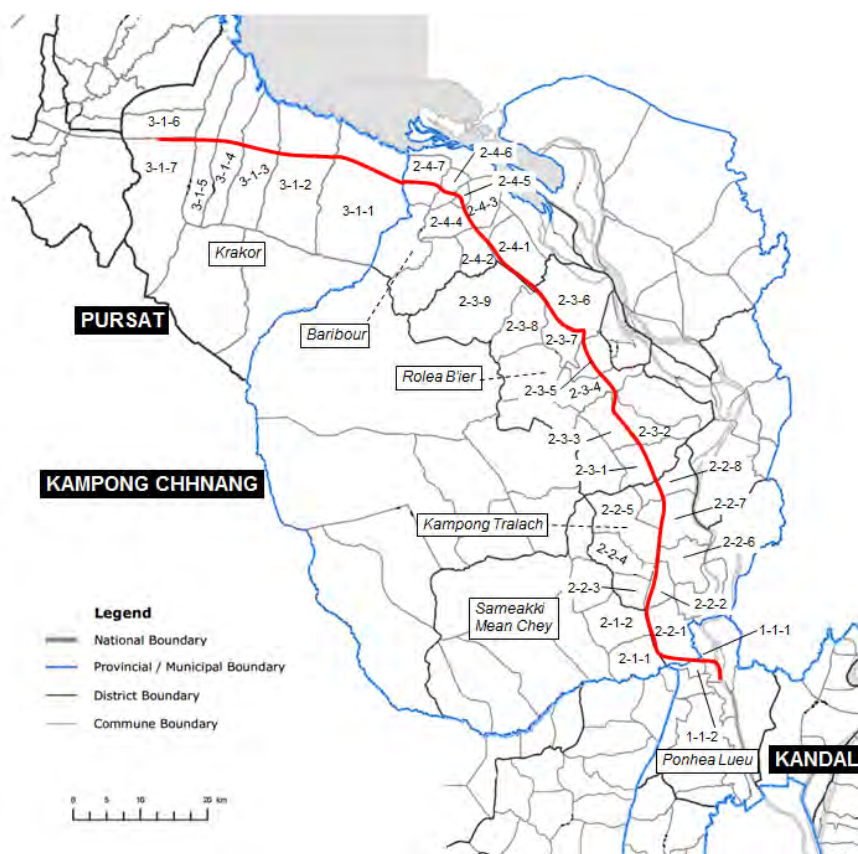 3-1-6
3-1-7
3-1-5
3-1-4
3-1-3
3-1-2
3-1-1
Krakor
PURSAT
2-4-7
2-4-6
2-4-5
2-4-3
2-4-4
2-4-1
2-4-2
Baribour
2-3-9
2-3-6
2-3-8
2-3-7
Rolea B'ier
2-3-5
2-3-4
2-3-3
2-3-2
2-3-1
KAMPONG CHHNANG
2-2-8
2-2-5
2-2-7
Kampong Tralach
2-2-6
2-2-4
2-2-3
2-2-2
Sameakki
Mean Chey
2-1-2
2-2-1
1-1-1
2-1-1
1-1-2
Ponhea Lueu
KANDAL
Legend
National Boundary
Provincial / Municipal Boundary
District Boundary
Commune Boundary
0 5 10 20 km